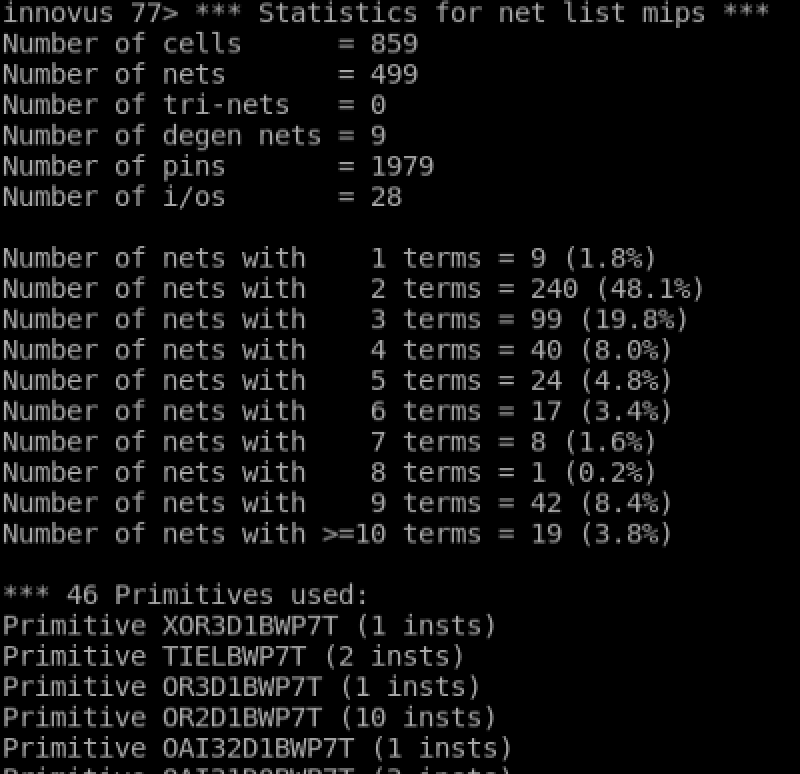 innovus 77> *** Statistics for net list mips ***
Number of cells      = 859
Number of nets       = 499
Number of tri-nets   = 0
Number of degen nets = 9
Number of pins       = 1979
Number of i/os       = 28

Number of nets with    1 terms = 9 (1.8%)
Number of nets with    2 terms = 240 (48.1%)
Number of nets with    3 terms = 99 (19.8%)
Number of nets with    4 terms = 40 (8.0%)
Number of nets with    5 terms = 24 (4.8%)
Number of nets with    6 terms = 17 (3.4%)
Number of nets with    7 terms = 8 (1.6%)
Number of nets with    8 terms = 1 (0.2%)
Number of nets with    9 terms = 42 (8.4%)
Number of nets with >=10 terms = 19 (3.8%)

*** 46 Primitives used:
Primitive XOR3D1BWP7T (1 insts)
Primitive TIELBWP7T (2 insts)
Primitive OR3D1BWP7T (1 insts)
Primitive OR2D1BWP7T (10 insts)
Primitive OAI32D1BWP7T (1 insts)